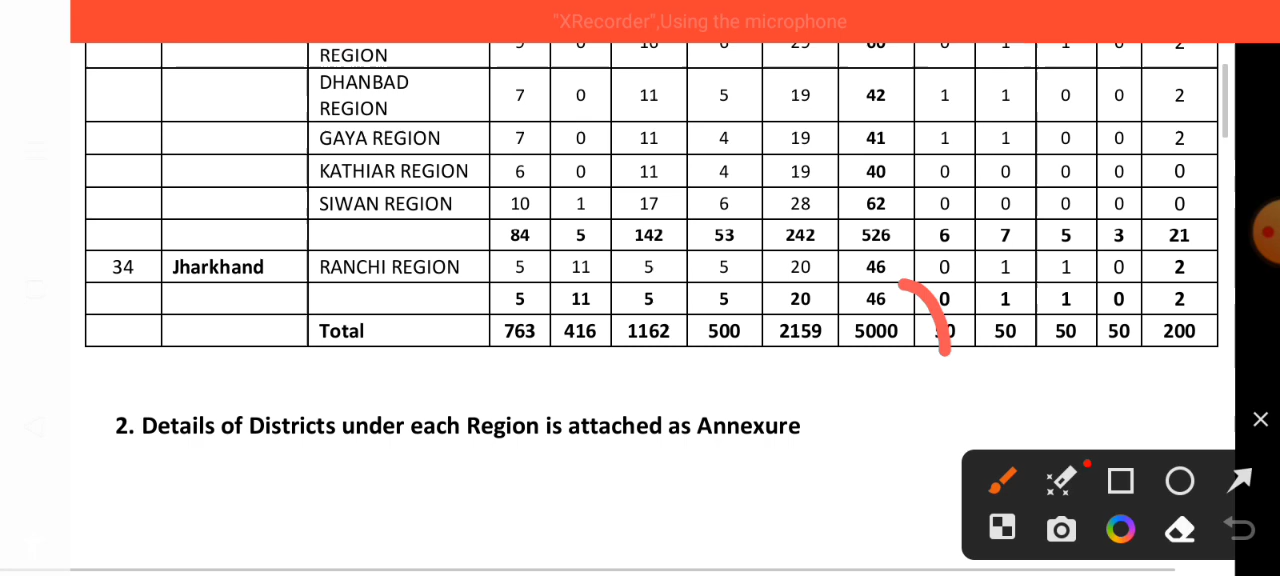 "XRecorder",Using the microphone
REGION
DHANBAD REGION 7 0 11 5 19 42 1 1 0 0 2
GAYA REGION 7 0 11 4 19 41 1 1 0 0 2
KATHIAR REGION 6 0 11 4 19 40 0 0 0 0 0
SIWAN REGION 10 1 17 6 28 62 0 0 0 0 0
84 5 142 53 242 526 6 7 5 3 21
34 Jharkhand RANCHI REGION 5 11 5 5 20 46 0 1 1 0 2
5 11 5 5 20 46 0 1 1 0 2
Total 763 416 1162 500 2159 5000 50 50 50 50 200
2. Details of Districts under each Region is attached as Annexure